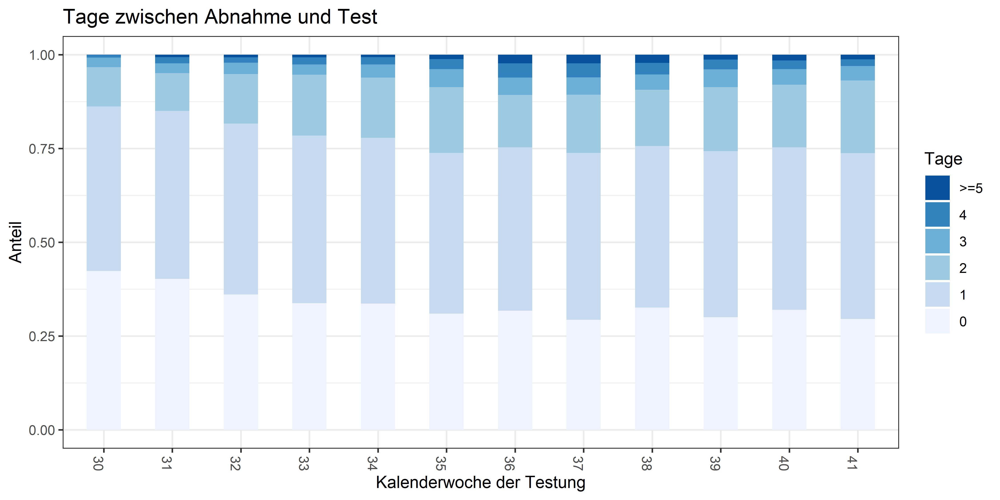 Tage zwischen Abnahme und Test
1.00
0.75
0.50
0.25
0.00
Anteil
30 31 32 33 34 35 36 37 38 39 40 41
Kalenderwoche der Testung
Tage
>=5
4
3
2
1
0